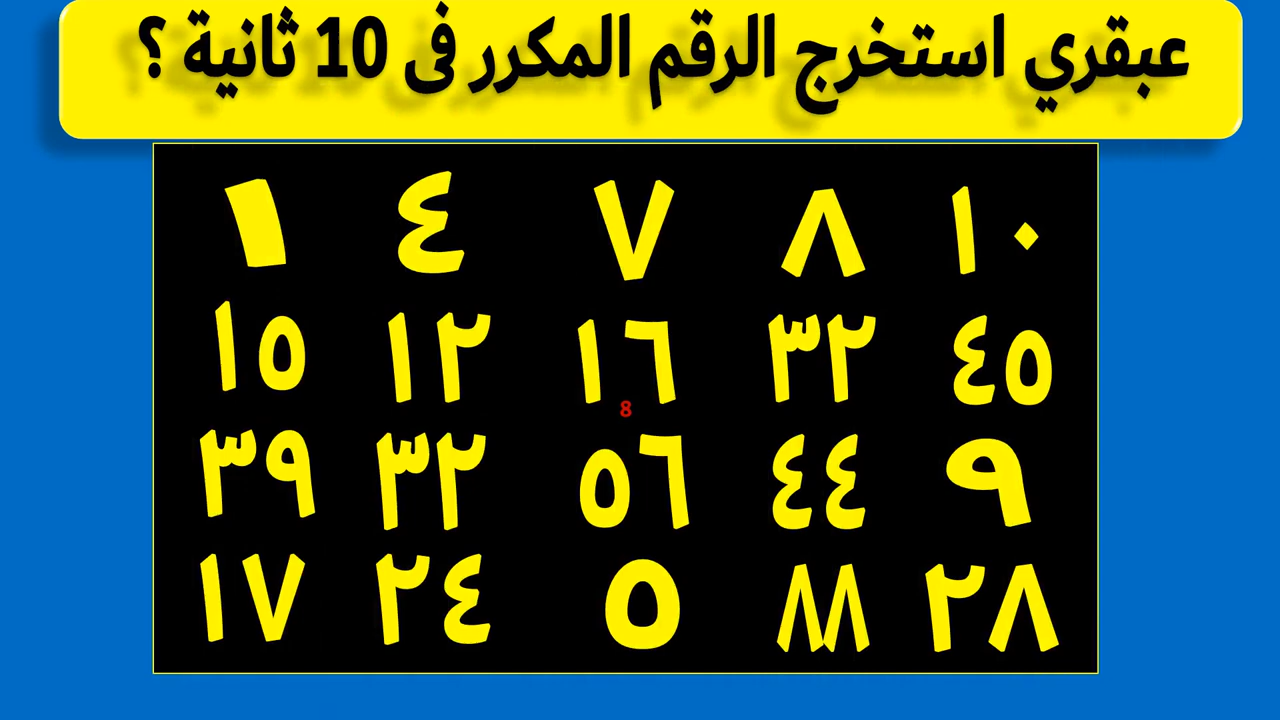 عبقري استخرج الرقم المكرر فى 10 ثانية ؟
١ ٤ ٧ ٨ ١٠
١٥ ١٢ ١٦ ٣٢ ٤٥
8
٣٩ ٣٢ ٥٦ ٤٤ ٩
١٧ ٢٤ ٥ ٨٨ ٢٨